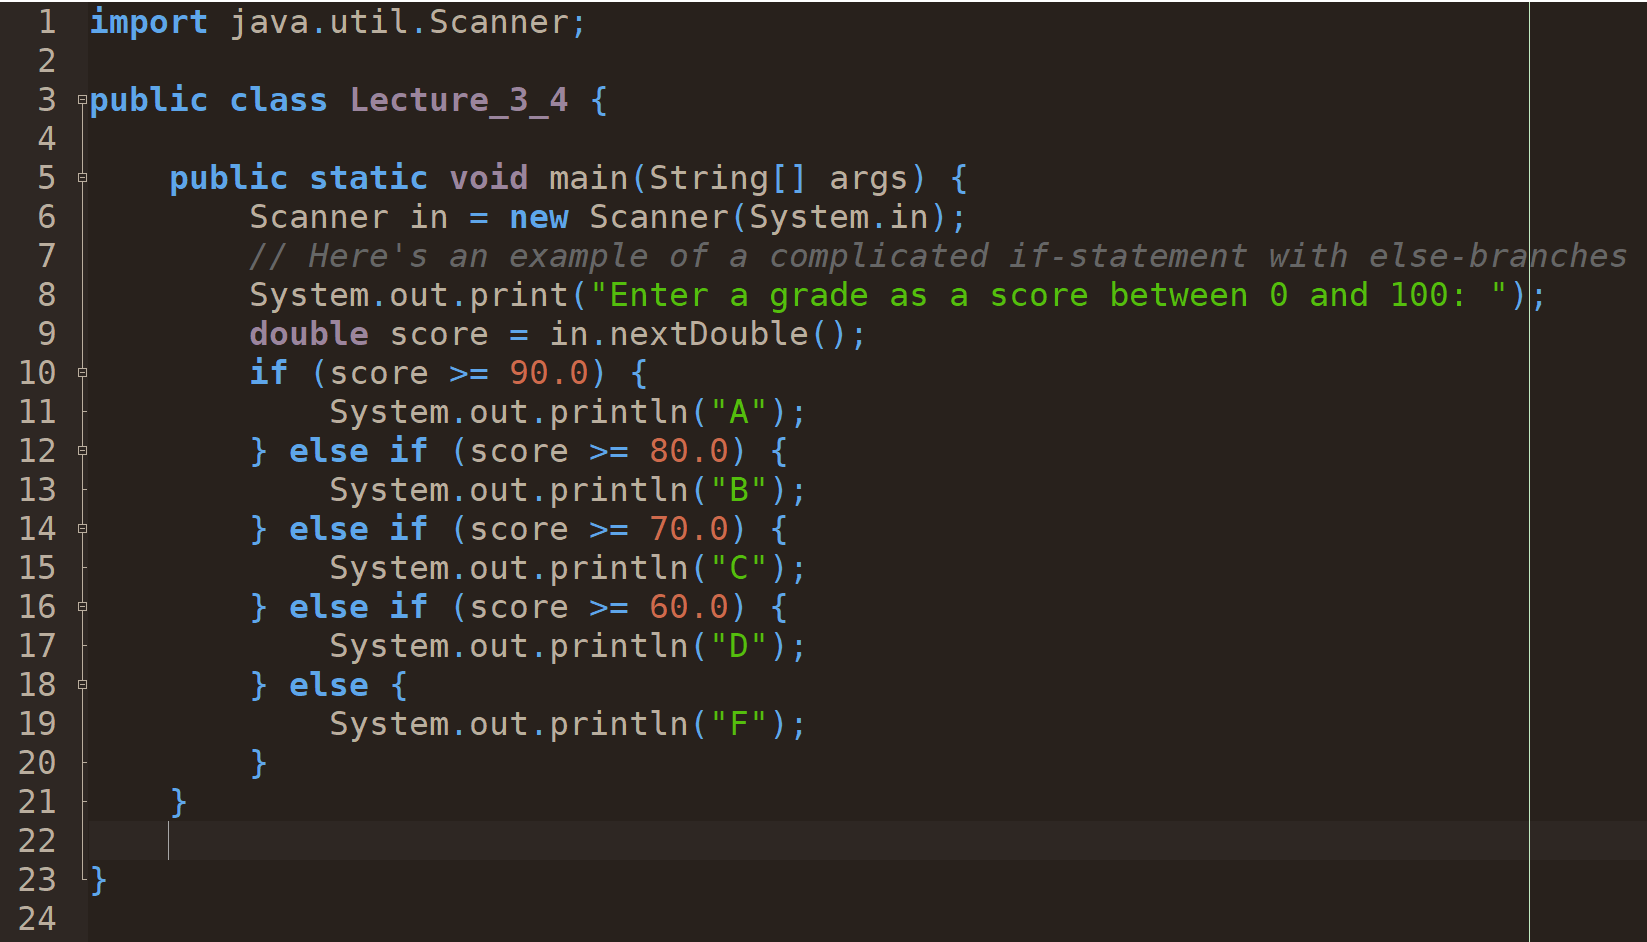 1 import java.util.Scanner;
2
3 public class Lecture_3_4 {
4
5     public static void main(String[] args) {
6         Scanner in = new Scanner(System.in);
7         // Here's an example of a complicated if-statement with else-branches
8         System.out.print("Enter a grade as a score between 0 and 100: ");
9         double score = in.nextDouble();
10         if (score >= 90.0) {
11             System.out.println("A");
12         } else if (score >= 80.0) {
13             System.out.println("B");
14         } else if (score >= 70.0) {
15             System.out.println("C");
16         } else if (score >= 60.0) {
17             System.out.println("D");
18         } else {
19             System.out.println("F");
20         }
21     }
22
23 }
24